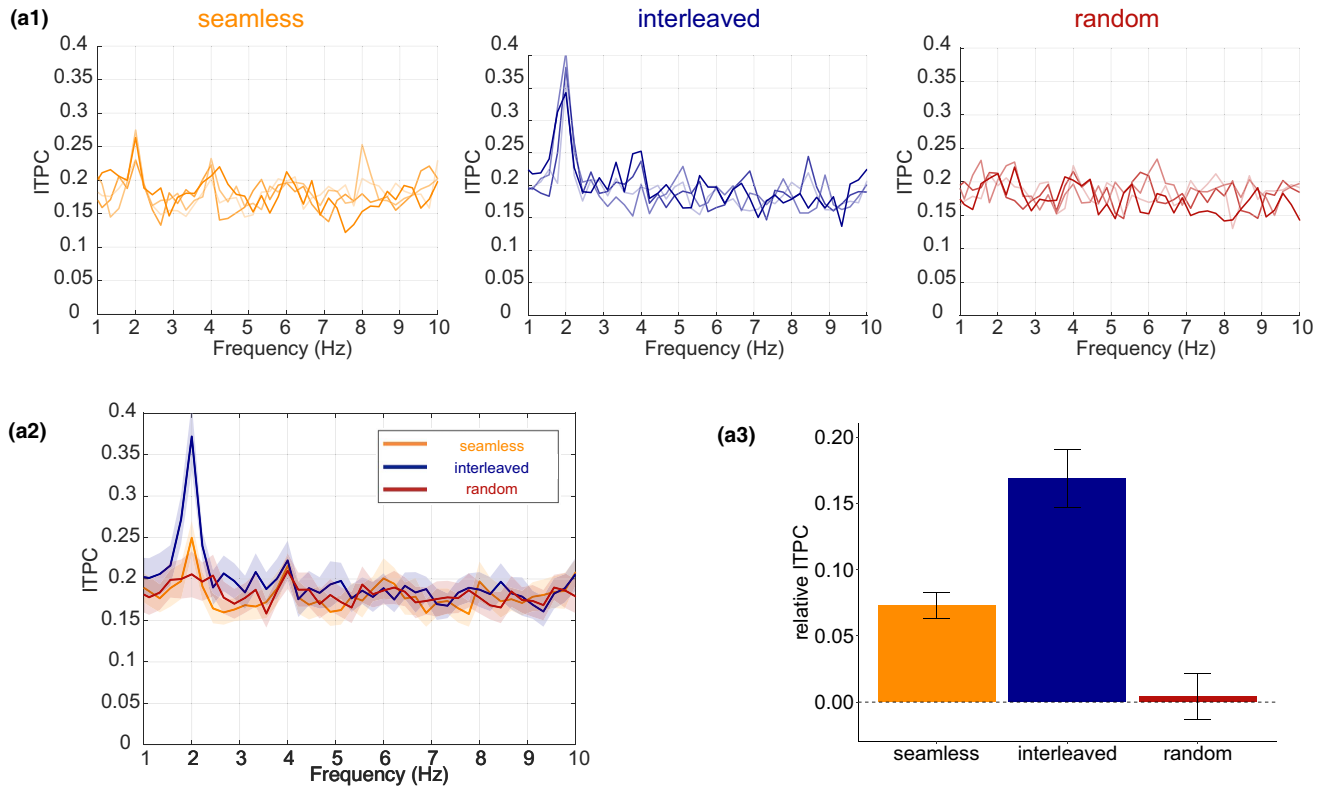 (a1)
seamless
interleaved
random
0.4
0.35
0.3
0.25
0.2
0.15
0.1
0.05
0
ITPC
1 2 3 4 5 6 7 8 9 10
Frequency (Hz)
0.4
0.35
0.3
0.25
0.2
0.15
0.1
0.05
0
ITPC
1 2 3 4 5 6 7 8 9 10
Frequency (Hz)
0.4
0.35
0.3
0.25
0.2
0.15
0.1
0.05
0
ITPC
1 2 3 4 5 6 7 8 9 10
Frequency (Hz)
(a2)
0.4
0.35
0.3
0.25
0.2
0.15
0.1
0.05
0
ITPC
seamless
interleaved
random
1 2 3 4 5 6 7 8 9 10
Frequency (Hz)
(a3)
0.20
0.15
0.10
0.05
0.00
relative ITPC
seamless interleaved random